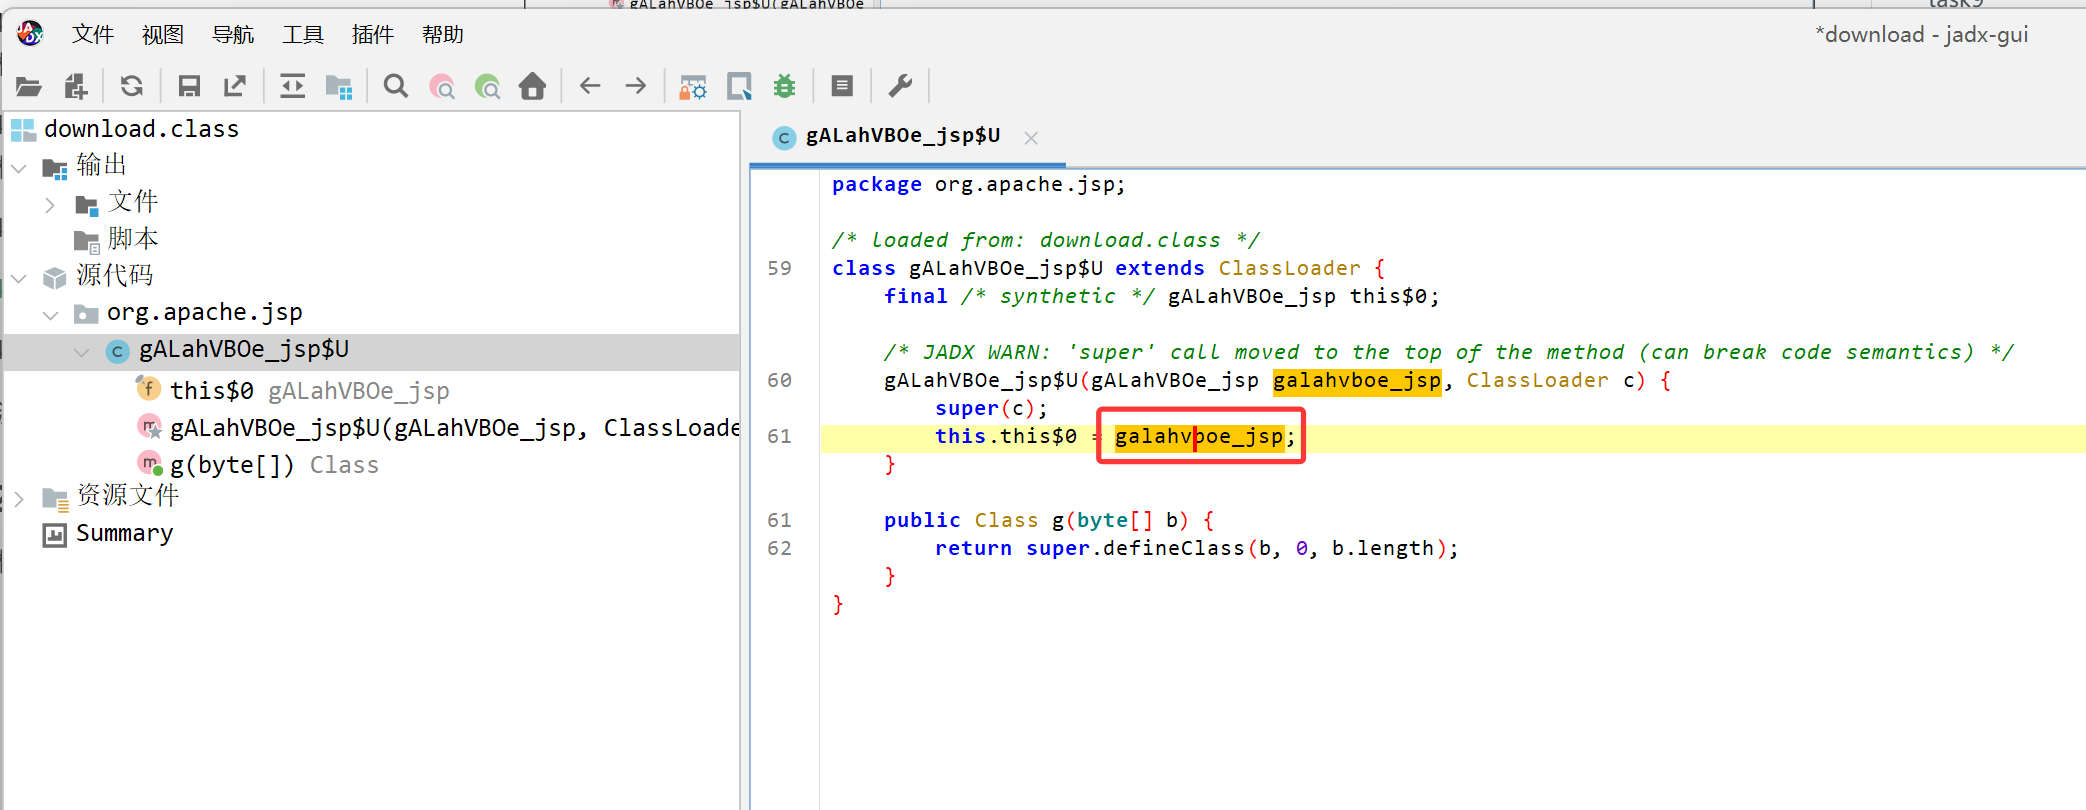 gALahVBOe_jsp$U(gALahVBOe
task9
文件 视图 导航 工具 插件 帮助
*download - jadx-gui
download.class
输出
文件
脚本
源代码
org.apache.jsp
gALahVBOe_jsp$U
this$0 gALahVBOe_jsp
gALahVBOe_jsp$U(gALahVBOe_jsp, ClassLoade
g(byte[]) Class
资源文件
Summary
gALahVBOe_jsp$U
package org.apache.jsp;
/* loaded from: download.class */
59 class gALahVBOe_jsp$U extends ClassLoader {
final /* synthetic */ gALahVBOe_jsp this$0;
/* JADX WARN: 'super' call moved to the top of the method (can break code semantics) */
60 gALahVBOe_jsp$U(gALahVBOe_jsp galahvboe_jsp, ClassLoader c) {
super(c);
61 this.this$0 = galahvboe_jsp;
}
61 public Class g(byte[] b) {
62 return super.defineClass(b, 0, b.length);
}
}